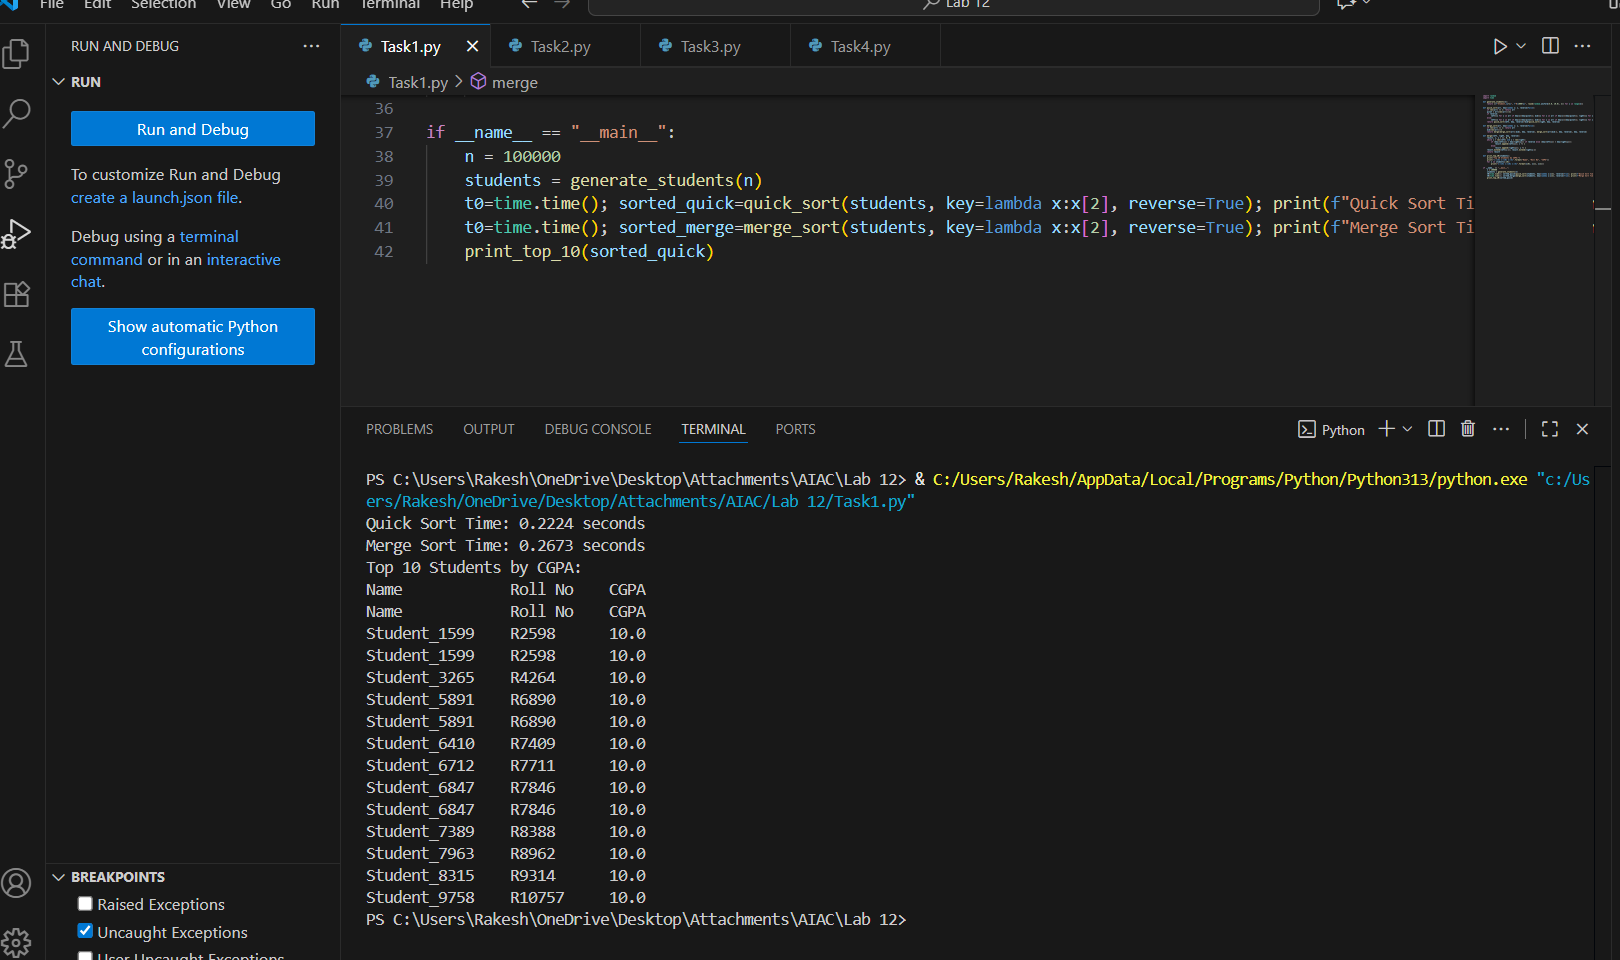 File Edit Selection View Go Run Terminal Help
Lab 12
RUN AND DEBUG
RUN
Run and Debug
To customize Run and Debug
create a launch.json file.
Debug using a terminal
command or in an interactive
chat.
Show automatic Python
configurations
BREAKPOINTS
Raised Exceptions
Uncaught Exceptions
User Uncaught Exceptions
Task1.py
Task2.py
Task3.py
Task4.py
Task1.py > merge
36
37 if __name__ == "__main__":
38 n = 100000
39 students = generate_students(n)
40 t0=time.time(); sorted_quick=quick_sort(students, key=lambda x:x[2], reverse=True); print(f"Quick Sort Ti
41 t0=time.time(); sorted_merge=merge_sort(students, key=lambda x:x[2], reverse=True); print(f"Merge Sort Ti
42 print_top_10(sorted_quick)
PROBLEMS OUTPUT DEBUG CONSOLE TERMINAL PORTS
Python
PS C:\Users\Rakesh\OneDrive\Desktop\Attachments\AIAC\Lab 12> & C:/Users/Rakesh/AppData/Local/Programs/Python/Python313/python.exe "c:/Us
ers/Rakesh/OneDrive/Desktop/Attachments/AIAC/Lab 12/Task1.py"
Quick Sort Time: 0.2224 seconds
Merge Sort Time: 0.2673 seconds
Top 10 Students by CGPA:
Name Roll No CGPA
Name Roll No CGPA
Student_1599 R2598 10.0
Student_1599 R2598 10.0
Student_3265 R4264 10.0
Student_5891 R6890 10.0
Student_5891 R6890 10.0
Student_6410 R7409 10.0
Student_6712 R7711 10.0
Student_6847 R7846 10.0
Student_6847 R7846 10.0
Student_7389 R8388 10.0
Student_7963 R8962 10.0
Student_8315 R9314 10.0
Student_9758 R10757 10.0
PS C:\Users\Rakesh\OneDrive\Desktop\Attachments\AIAC\Lab 12>